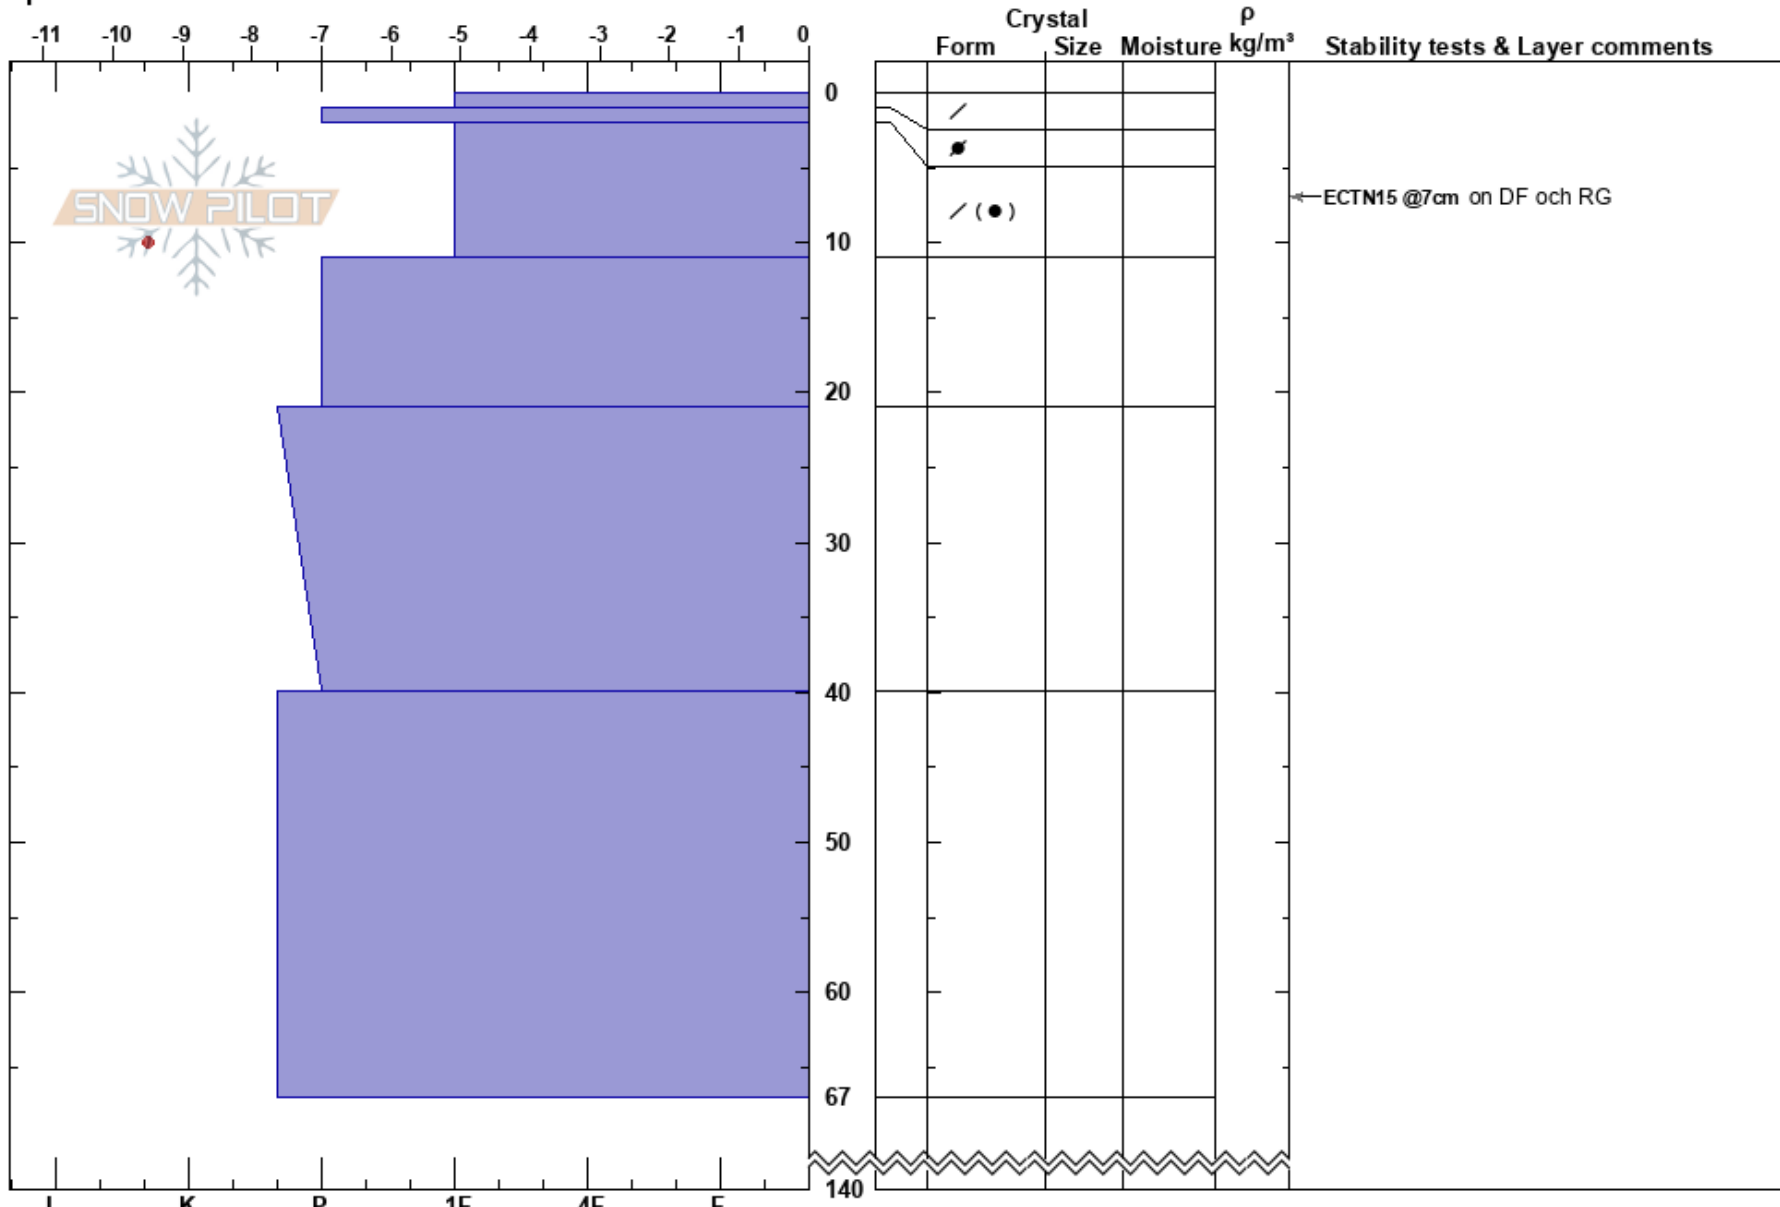 Crystal ρ
-11 -10 -9 -8 -7 -6 -5 -4 -3 -2 -1 0
Form Size Moisture kg/m³ Stability tests & Layer comments
0
SNOW PILOT
ECTN15 @7cm on DF och RG
10
20
30
40
50
60
67
140
I K P 1F 4F F